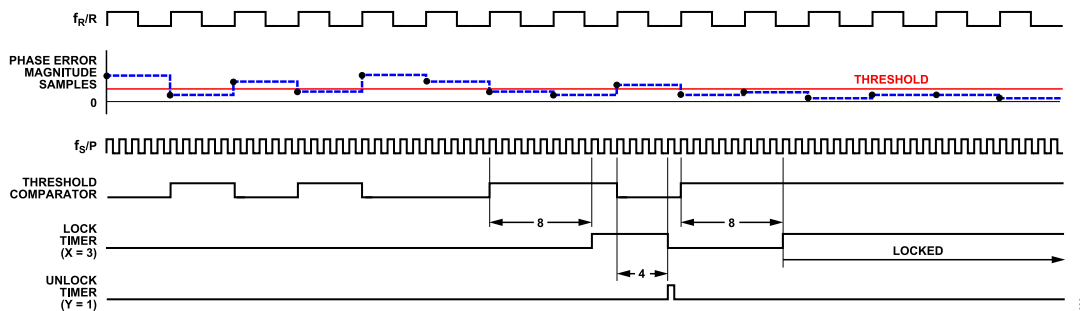 fR/R
PHASE ERROR
MAGNITUDE
SAMPLES
THRESHOLD
0
fS/P
THRESHOLD
COMPARATOR
8
8
LOCK
TIMER
(X = 3)
LOCKED
4
UNLOCK
TIMER
(Y = 1)